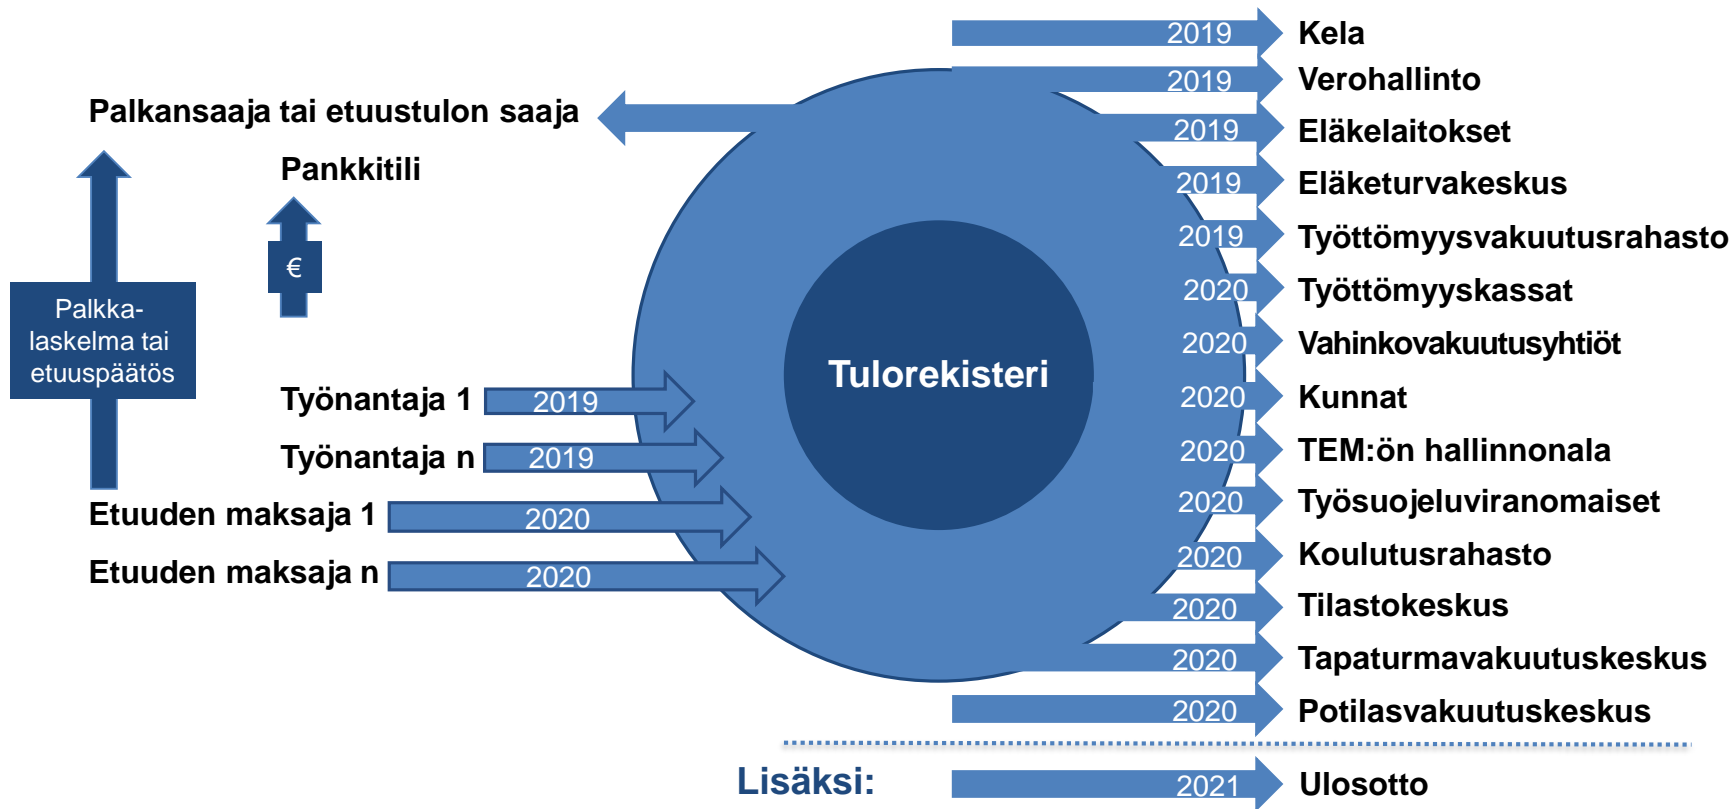 Palkansaaja tai etuustulon saaja
Pankkitili
€
Palkka-
laskelma tai
etuuspäätös
Työnantaja 1 2019
Työnantaja n 2019
Etuuden maksaja 1 2020
Etuuden maksaja n 2020
Tulorekisteri
2019 Kela
2019 Verohallinto
2019 Eläkelaitokset
2019 Eläketurvakeskus
2019 Työttömyysvakuutusrahasto
2020 Työttömyyskassat
2020 Vahinkovakuutusyhtiöt
2020 Kunnat
2020 TEM:ön hallinnonala
2020 Työsuojeluviranomaiset
2020 Koulutusrahasto
2020 Tilastokeskus
2020 Tapaturmavakuutuskeskus
2020 Potilasvakuutuskeskus
Lisäksi: 2021 Ulosotto